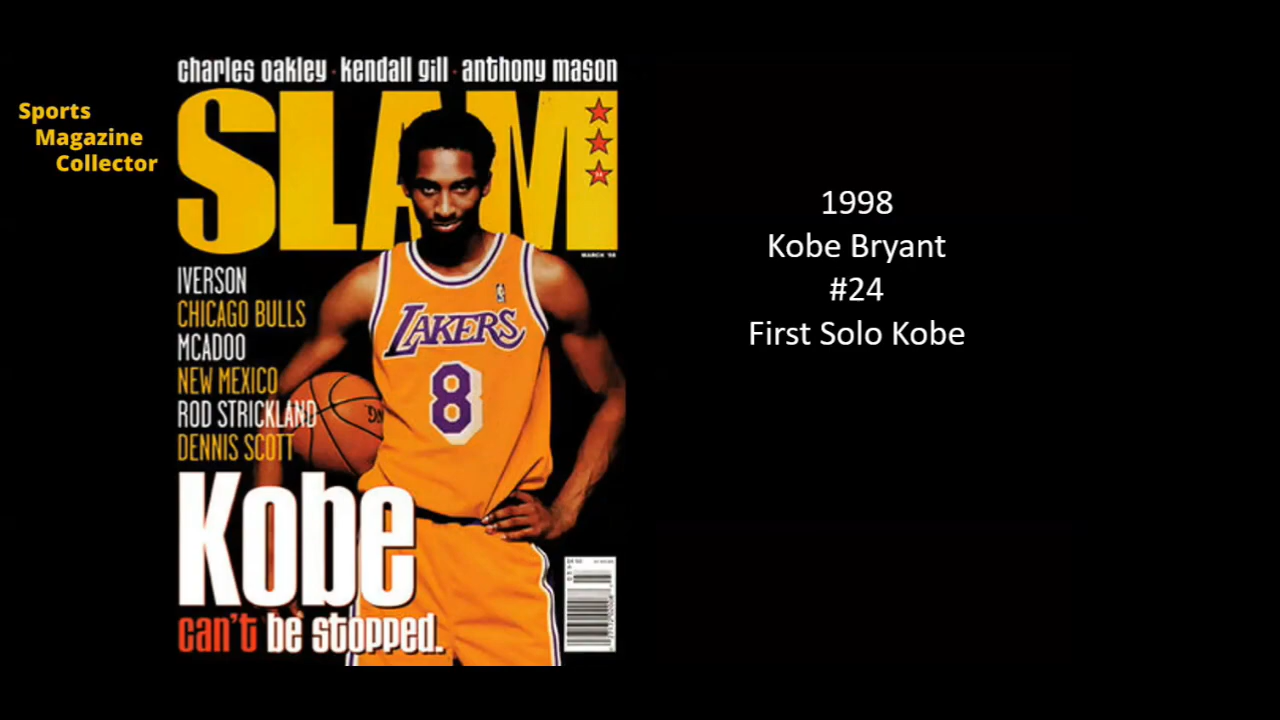 Sports
Magazine
Collector
charles oakley · kendall gill · anthony mason
SLAM
MARCH '98
IVERSON
CHICAGO BULLS
MCADOO
NEW MEXICO
ROD STRICKLAND
DENNIS SCOTT
LAKERS
8
Kobe
can't be stopped.
1998
Kobe Bryant
#24
First Solo Kobe